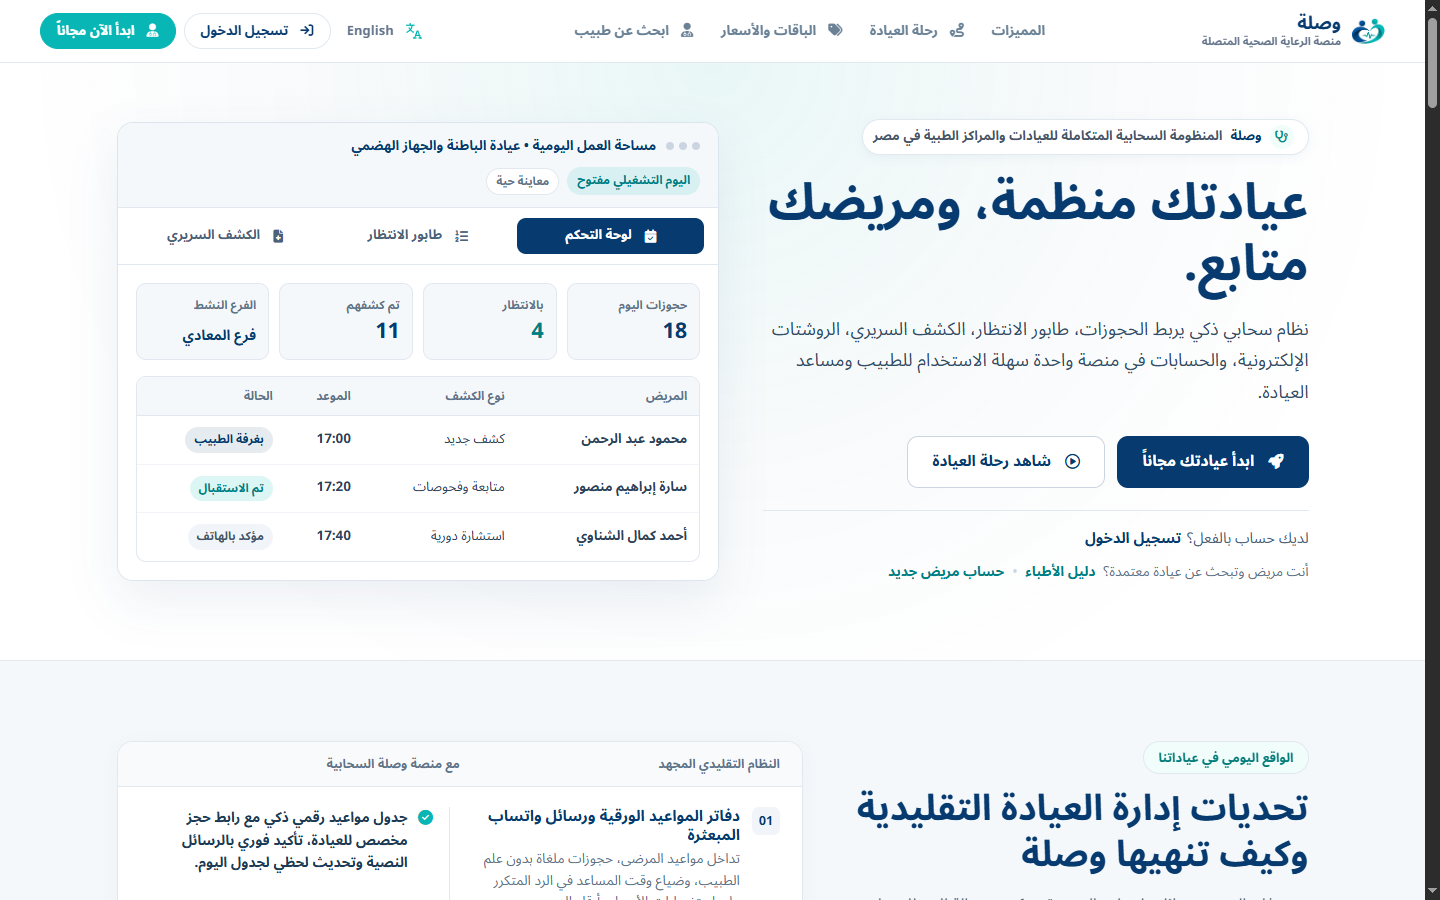 وصلة
منصة الرعاية الصحية المتصلة
المميزات
رحلة العيادة
الباقات والأسعار
ابحث عن طبيب
English
تسجيل الدخول
ابدأ الآن مجاناً
وصلة المنظومة السحابية المتكاملة للعيادات والمراكز الطبية في مصر
عيادتك منظمة، ومريضك
متابع.
نظام سحابي ذكي يربط الحجوزات، طابور الانتظار، الكشف السريري، الروشتات
الإلكترونية، والحسابات في منصة واحدة سهلة الاستخدام للطبيب ومساعد
العيادة.
ابدأ عيادتك مجاناً
شاهد رحلة العيادة
لديك حساب بالفعل؟ تسجيل الدخول
أنت مريض وتبحث عن عيادة معتمدة؟ دليل الأطباء • حساب مريض جديد
مساحة العمل اليومية • عيادة الباطنة والجهاز الهضمي
اليوم التشغيلي مفتوح
معاينة حية
لوحة التحكم
طابور الانتظار
الكشف السريري
حجوزات اليوم
18
بالانتظار
4
تم كشفهم
11
الفرع النشط
فرع المعادي
المريض نوع الكشف الموعد الحالة
محمود عبد الرحمن كشف جديد 17:00 بغرفة الطبيب
سارة إبراهيم منصور متابعة وفحوصات 17:20 تم الاستقبال
أحمد كمال الشناوي استشارة دورية 17:40 مؤكد بالهاتف
الواقع اليومي في عياداتنا
تحديات إدارة العيادة التقليدية
وكيف تنهيها وصلة
النظام التقليدي المجهد
مع منصة وصلة السحابية
01
دفاتر المواعيد الورقية ورسائل واتساب
المبعثرة
تداخل مواعيد المرضى، حجوزات ملغاة بدون علم
الطبيب، وضياع وقت المساعد في الرد المتكرر
جدول مواعيد رقمي ذكي مع رابط حجز
مخصص للعيادة، تأكيد فوري بالرسائل
النصية وتحديث لحظي لجدول اليوم.